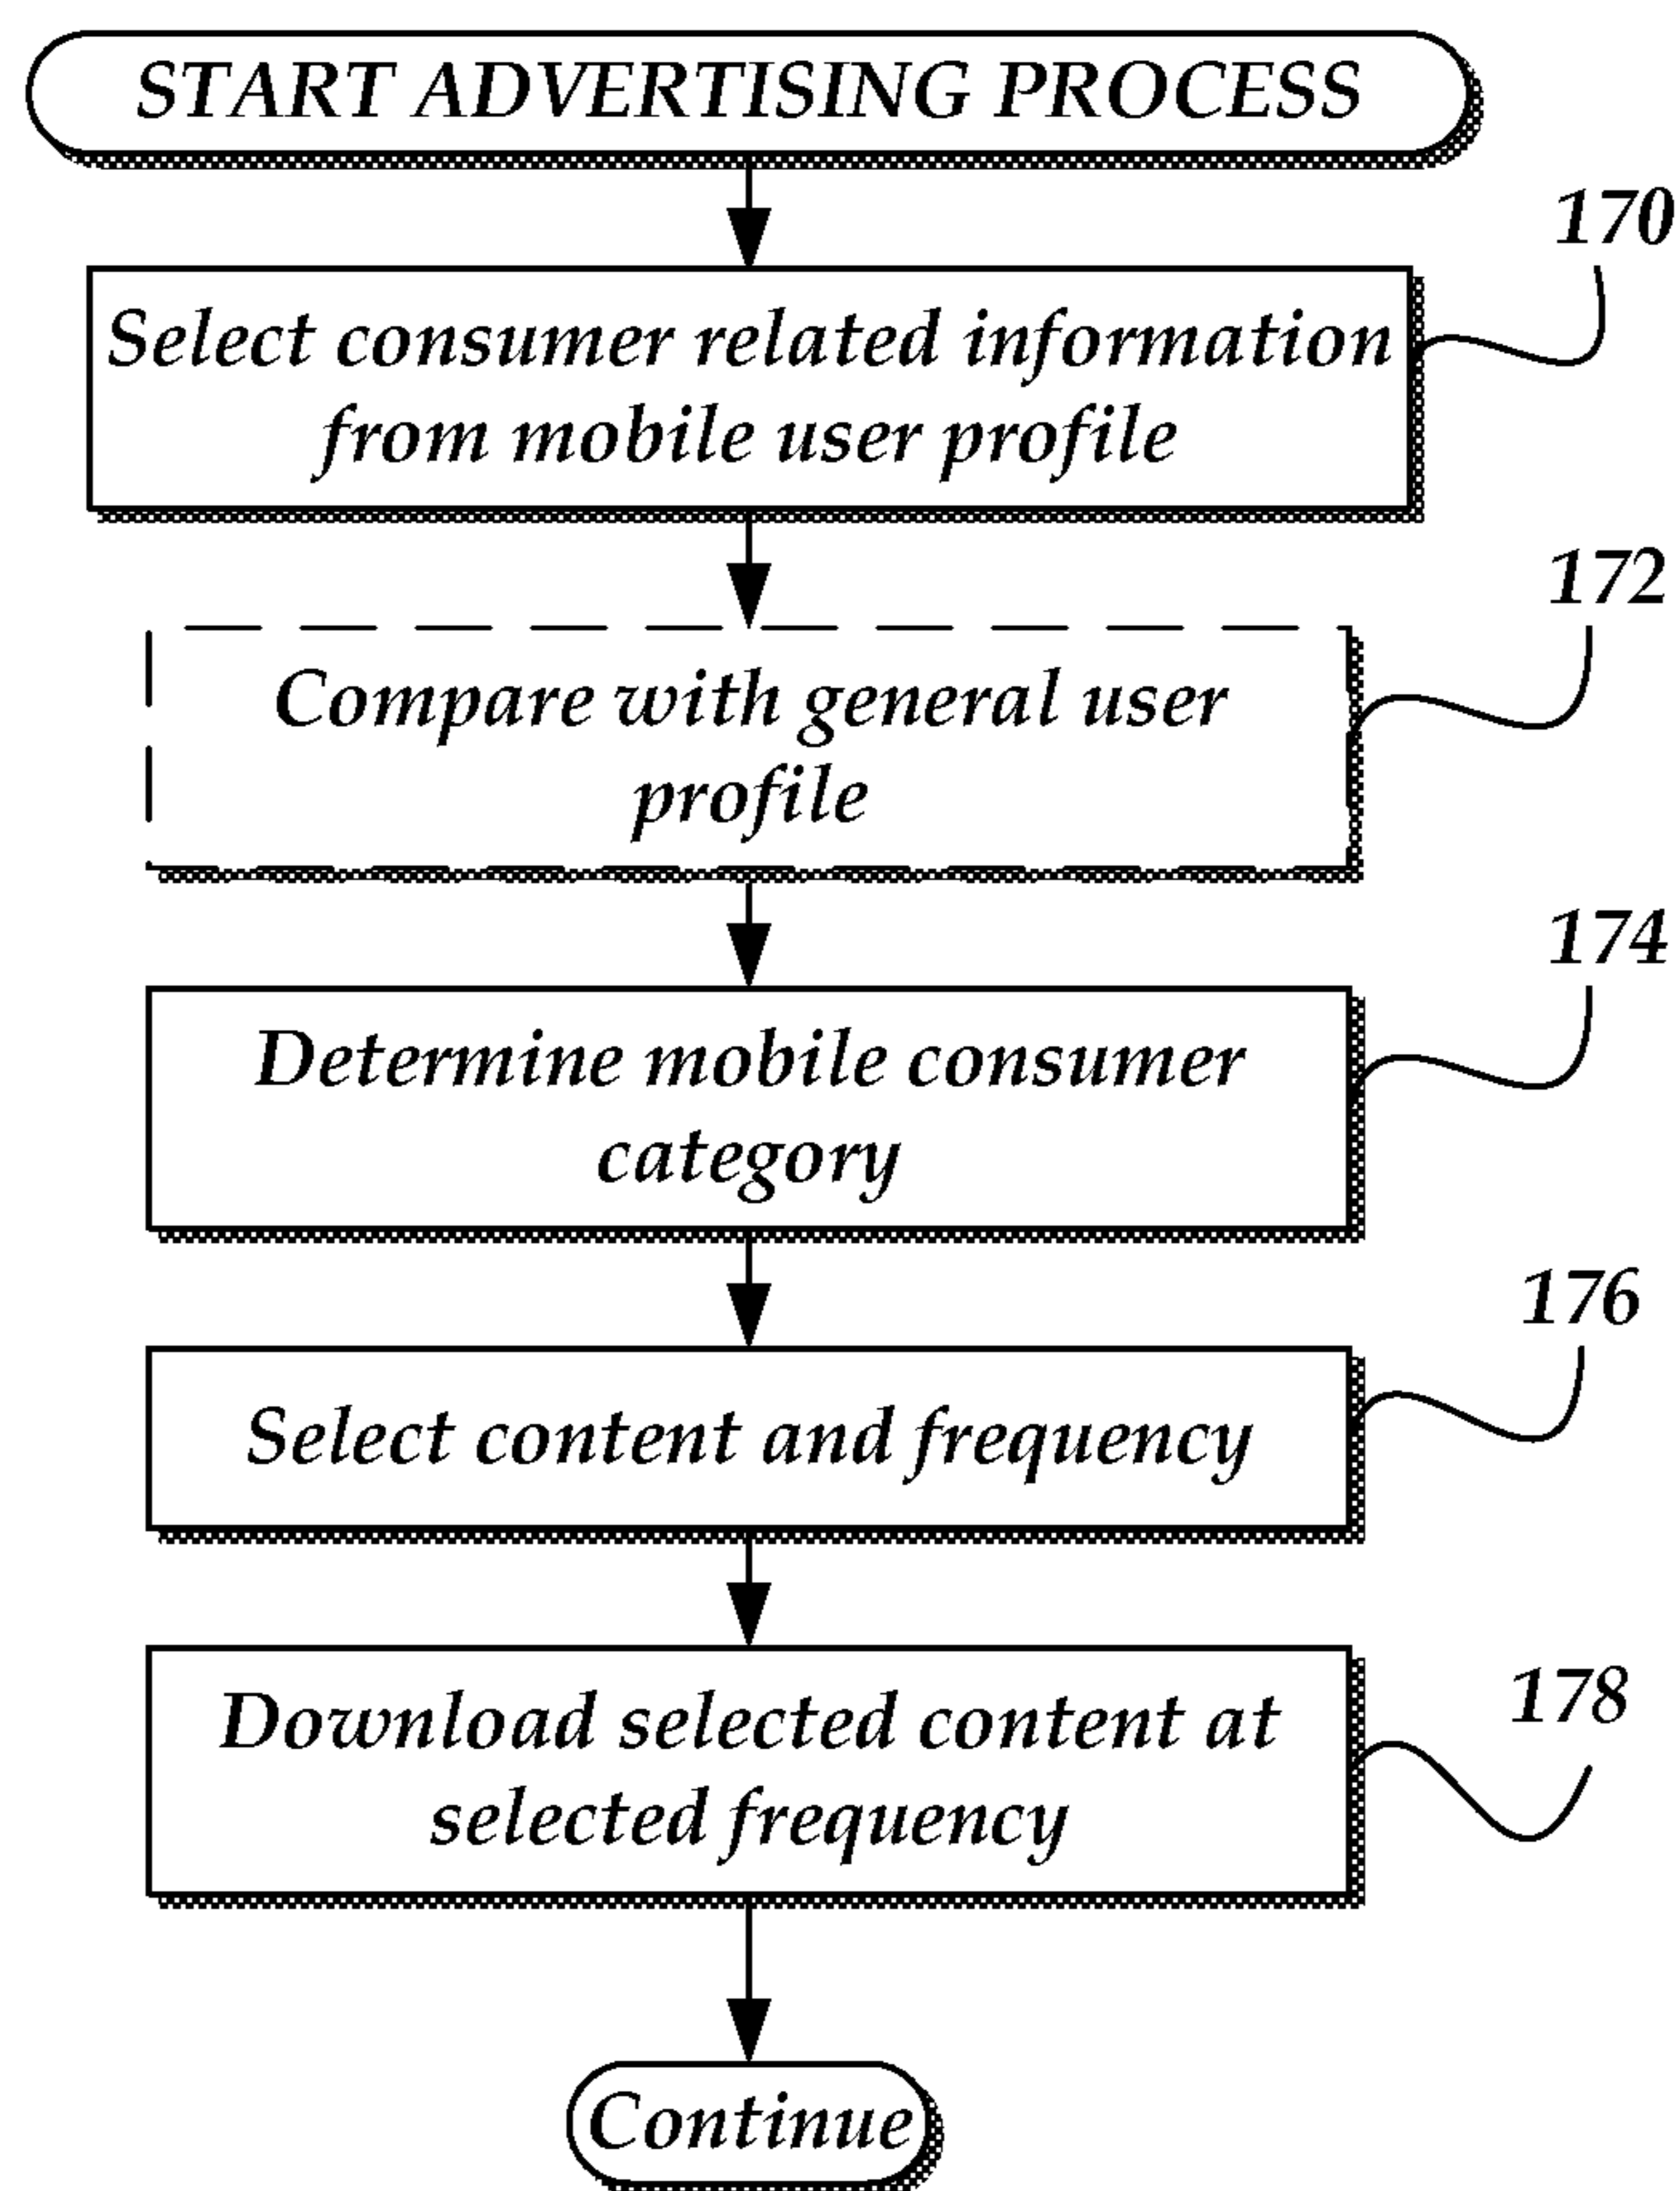 START ADVERTISING PROCESS
170
Select consumer related information
from mobile user profile
172
Compare with general user
profile
174
Determine mobile consumer
category
176
Select content and frequency
178
Download selected content at
selected frequency
Continue